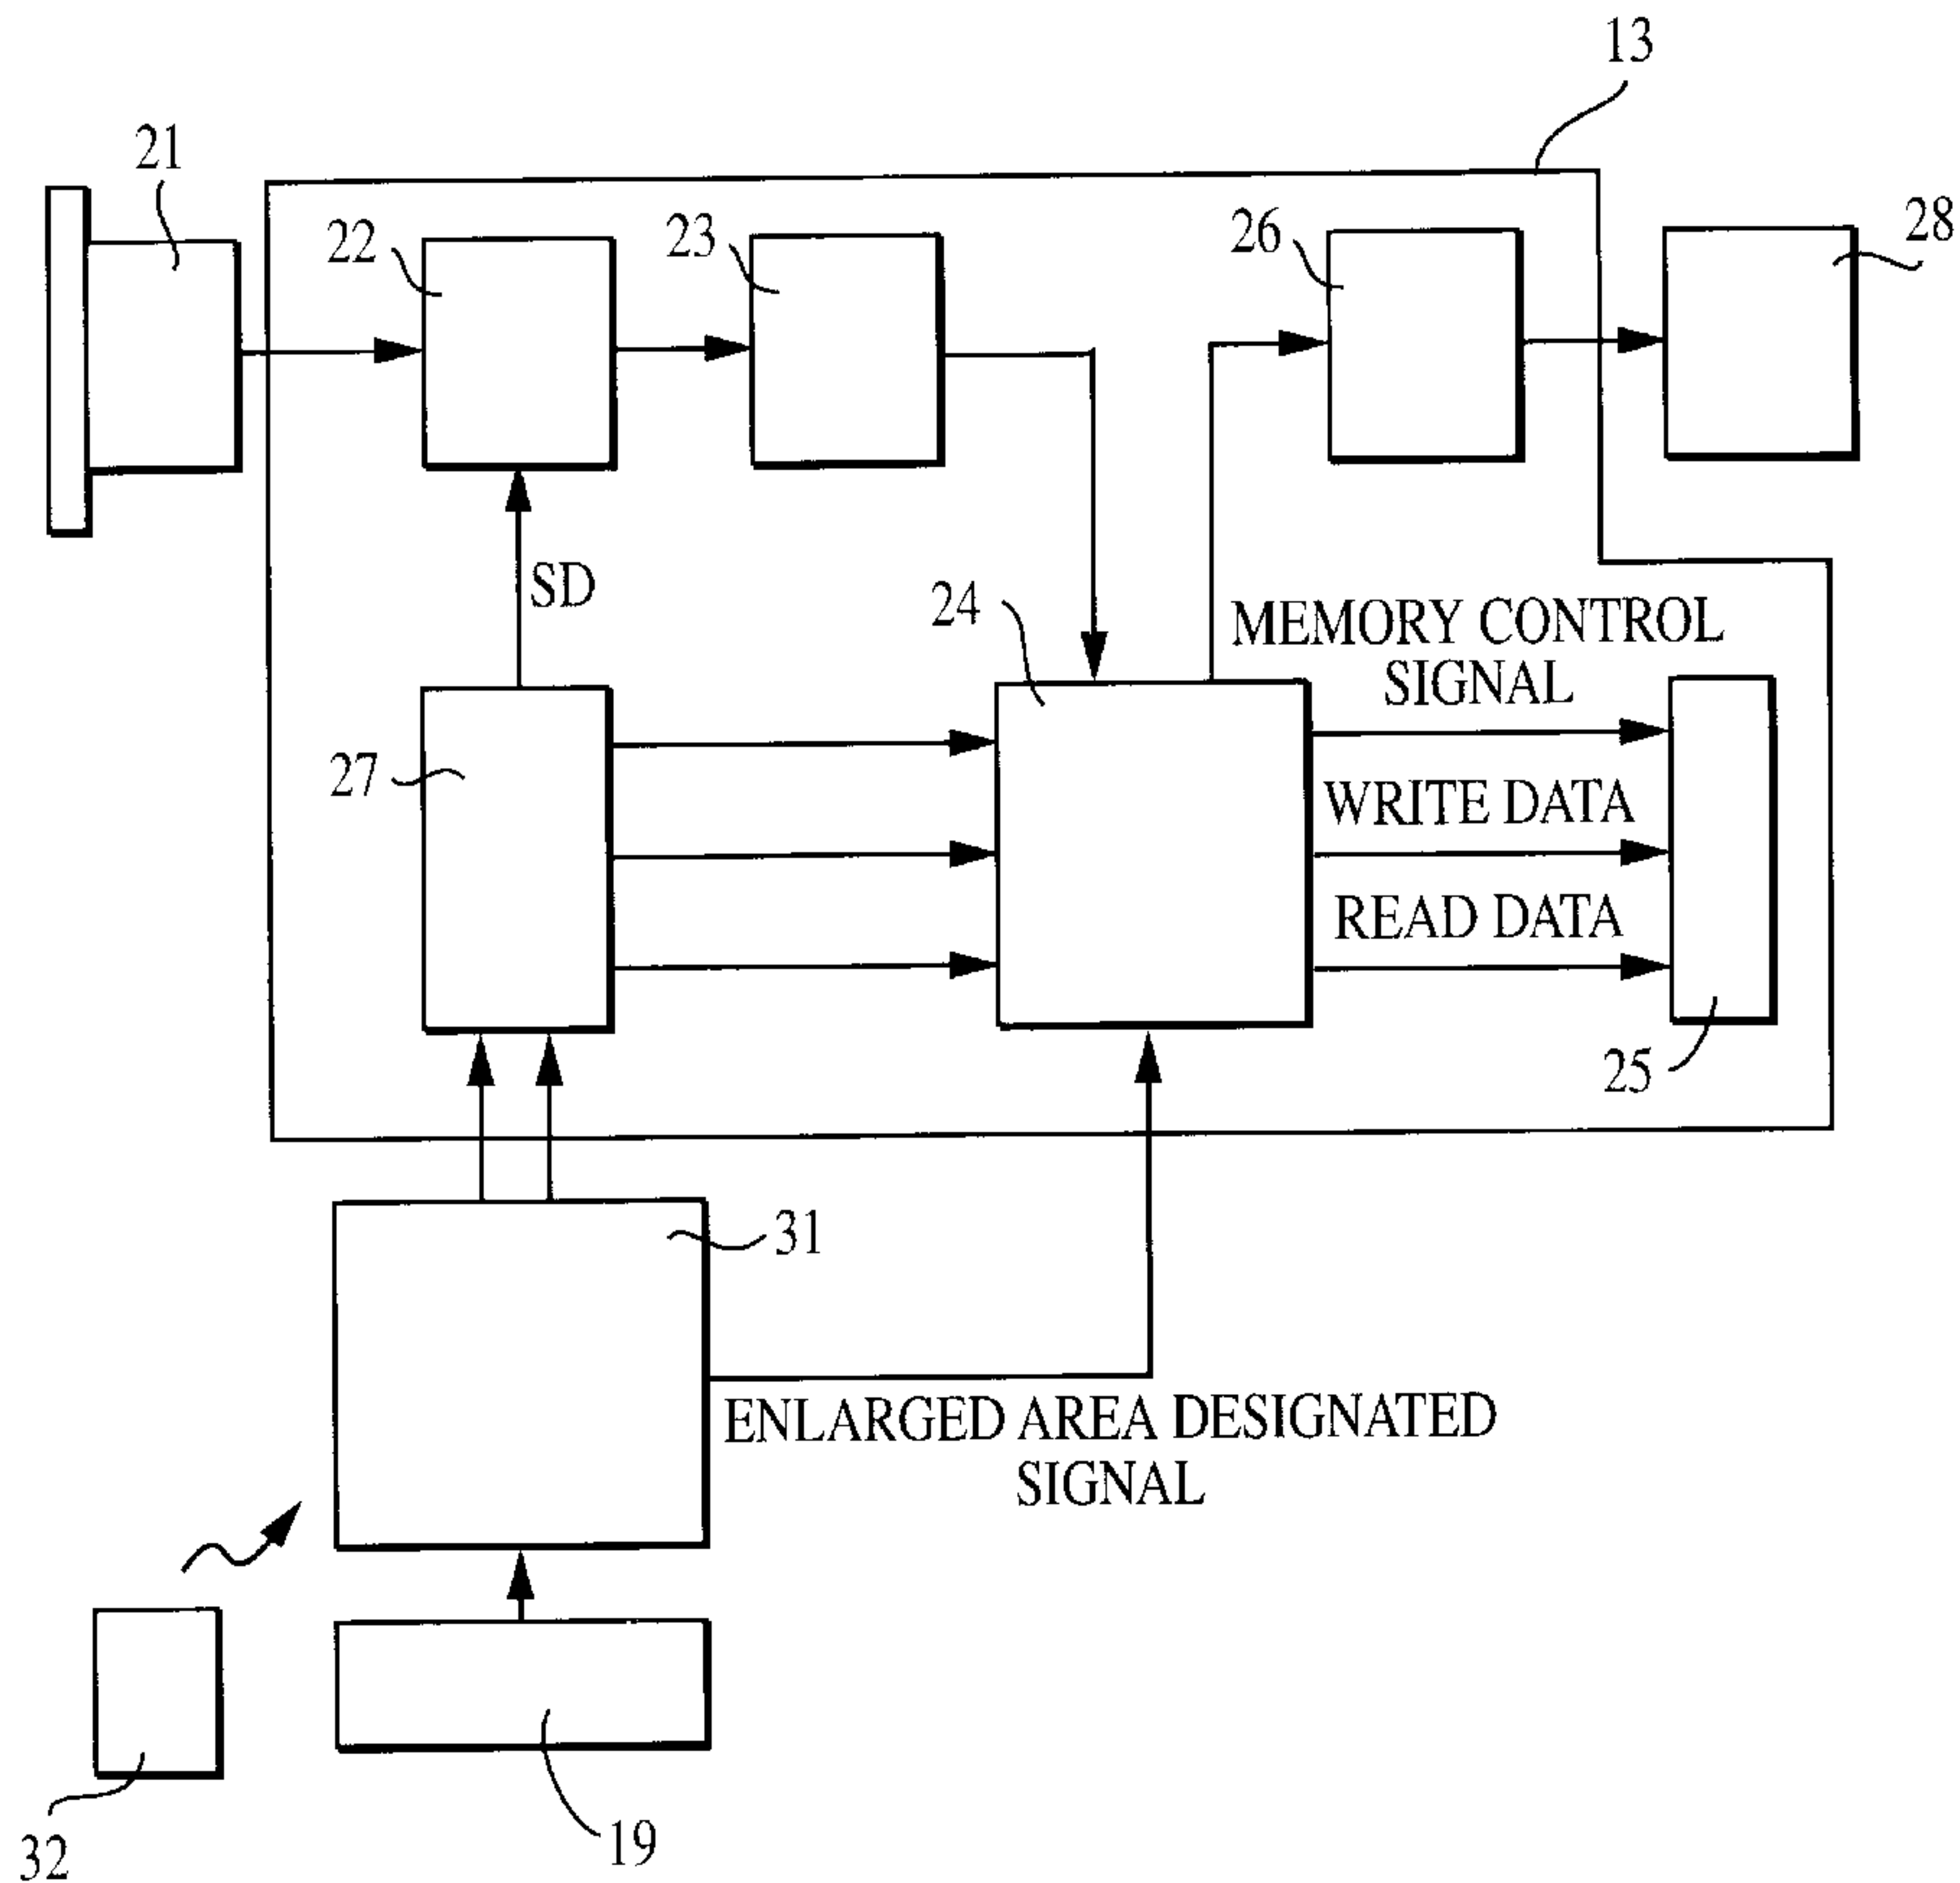 13
21
22
23
26
28
SD
24
MEMORY CONTROL
SIGNAL
27
WRITE DATA
READ DATA
25
31
ENLARGED AREA DESIGNATED
SIGNAL
32
19